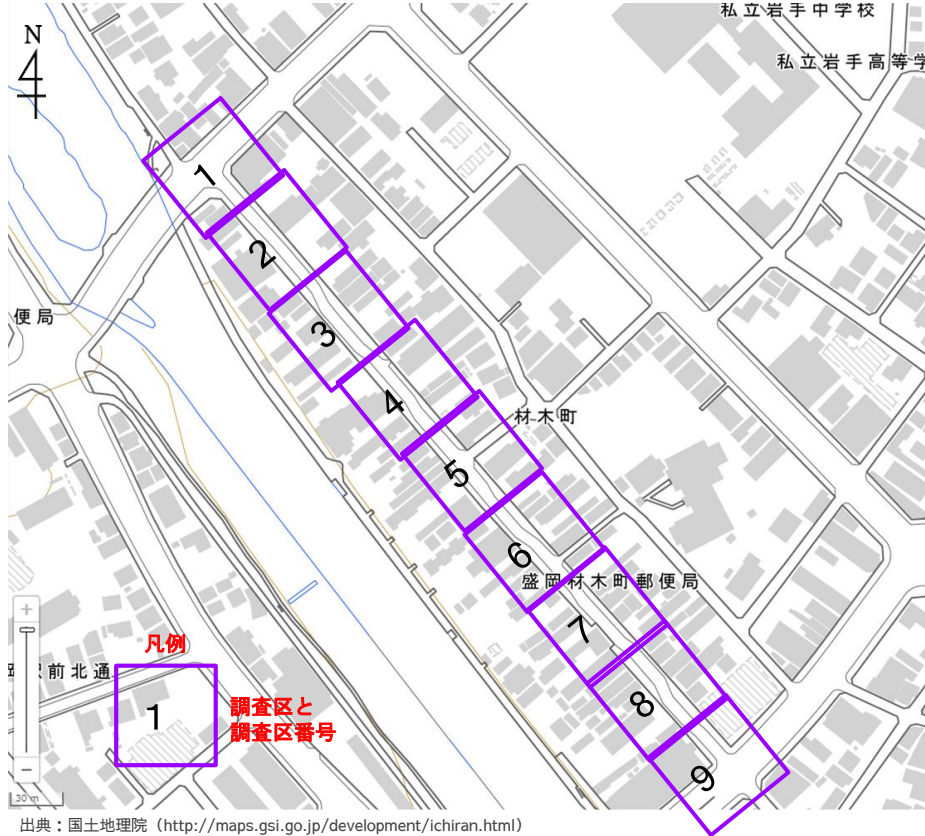 私立岩手中学校
N
私立岩手高等学
1
2
便局
3
4
材木町
5
6
盛岡材木町郵便局
7
凡例
駅前北通
1
調査区と
調査区番号
8
9
30 m
出典：国土地理院（http://maps.gsi.go.jp/development/ichiran.html）